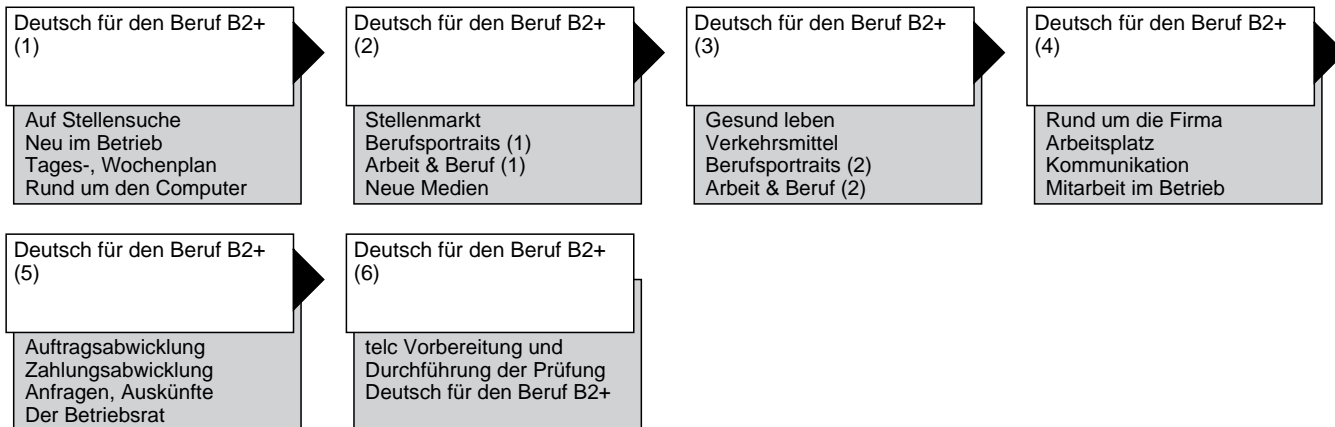 Deutsch für den Beruf B2+
(1)
Auf Stellensuche
Neu im Betrieb
Tages-, Wochenplan
Rund um den Computer
Deutsch für den Beruf B2+
(2)
Stellenmarkt
Berufsportraits (1)
Arbeit & Beruf (1)
Neue Medien
Deutsch für den Beruf B2+
(3)
Gesund leben
Verkehrsmittel
Berufsportraits (2)
Arbeit & Beruf (2)
Deutsch für den Beruf B2+
(4)
Rund um die Firma
Arbeitsplatz
Kommunikation
Mitarbeit im Betrieb
Deutsch für den Beruf B2+
(5)
Auftragsabwicklung
Zahlungsabwicklung
Anfragen, Auskünfte
Der Betriebsrat
Deutsch für den Beruf B2+
(6)
telc Vorbereitung und
Durchführung der Prüfung
Deutsch für den Beruf B2+